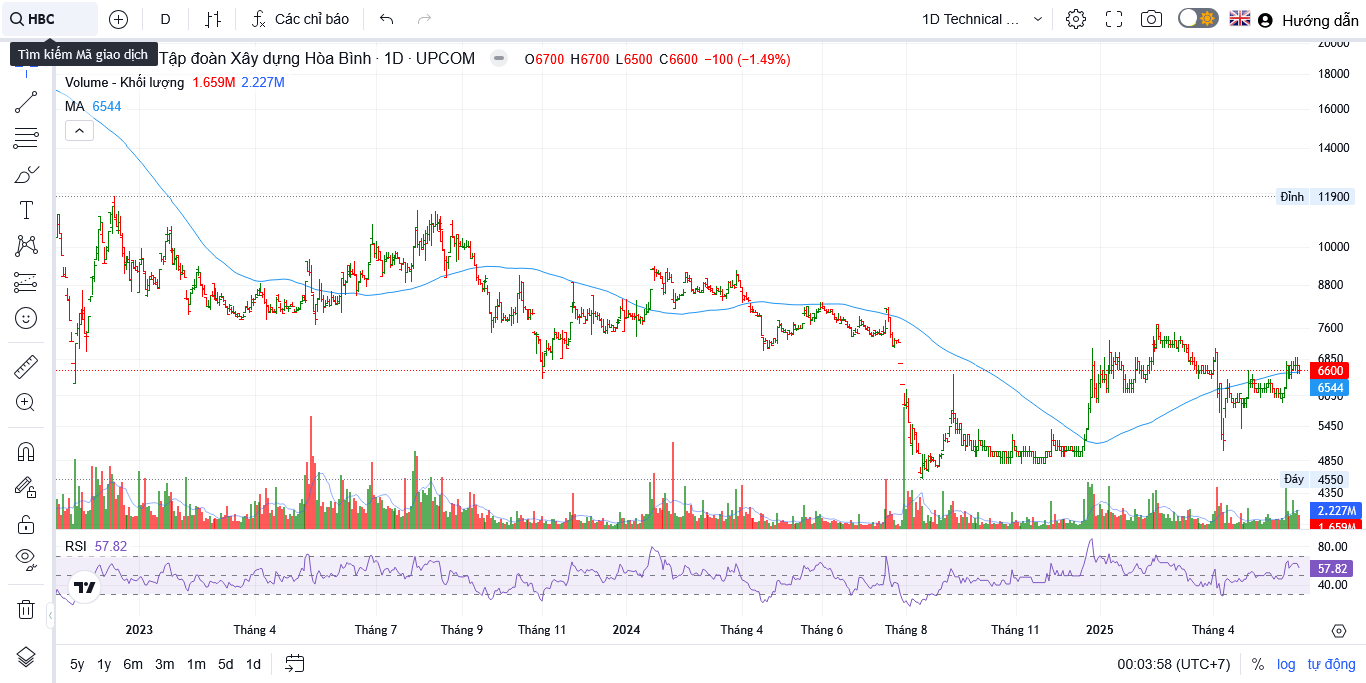 HBC
D
Các chỉ báo
1D Technical ...
Hướng dẫn
Tìm kiếm Mã giao dịch
Tập đoàn Xây dựng Hòa Bình · 1D · UPCOM
O6700 H6700 L6500 C6600 −100 (−1.49%)
Volume - Khối lượng 1.659M 2.227M
MA 6544
20000
18000
16000
14000
Đỉnh 11900
10000
8800
7600
6850
6600
6544
6050
5450
4850
Đáy 4550
4350
2.227M
1.659M
RSI 57.82
80.00
57.82
40.00
2023 Tháng 4 Tháng 7 Tháng 9 Tháng 11 2024 Tháng 4 Tháng 6 Tháng 8 Tháng 11 2025 Tháng 4
5y 1y 6m 3m 1m 5d 1d
00:03:58 (UTC+7) % log tự động